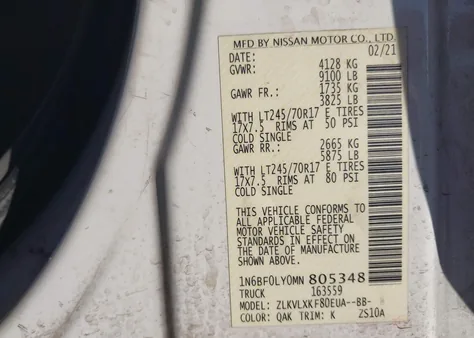 MFD BY NISSAN MOTOR CO., LTD.
DATE: 02/21
GVWR: 4128 KG
9100 LB
GAWR FR.: 1735 KG
3825 LB
WITH LT245/70R17 E TIRES
17X7.5 RIMS AT 50 PSI
COLD SINGLE
GAWR RR.: 2665 KG
5875 LB
WITH LT245/70R17 E TIRES
17X7.5 RIMS AT 80 PSI
COLD SINGLE
THIS VEHICLE CONFORMS TO
ALL APPLICABLE FEDERAL
MOTOR VEHICLE SAFETY
STANDARDS IN EFFECT ON
THE DATE OF MANUFACTURE
SHOWN ABOVE.
1N6BF0LY0MN 805348
TRUCK 163559
MODEL: ZLKVLXKF80EUA--BB-
COLOR: QAK TRIM: K ZS10A